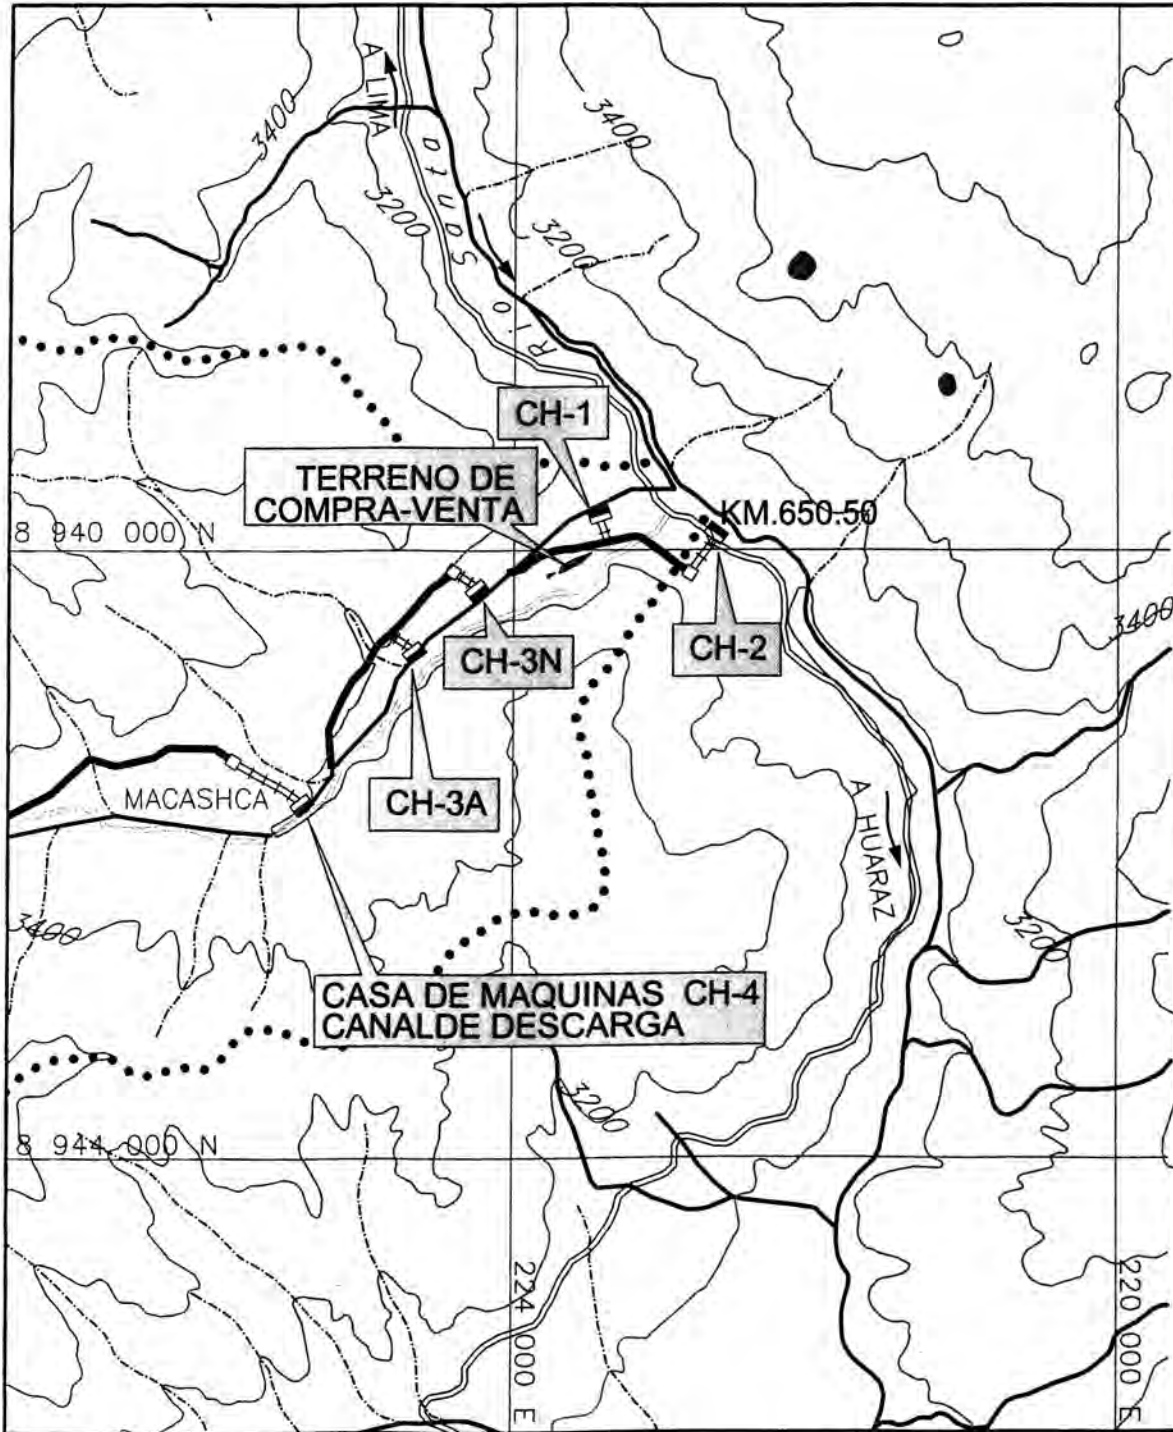 A LIMA
3400
3400
3200
3200
RIO Santa
CH-1
TERRENO DE
COMPRA-VENTA
KM.650.50
8 940 000 N
CH-3N
CH-2
3400
CH-3A
MACASHCA
A HUARAZ
3400
3200
CASA DE MAQUINAS CH-4
CANALDE DESCARGA
3200
8 944 000 N
224 000 E
220 000 E